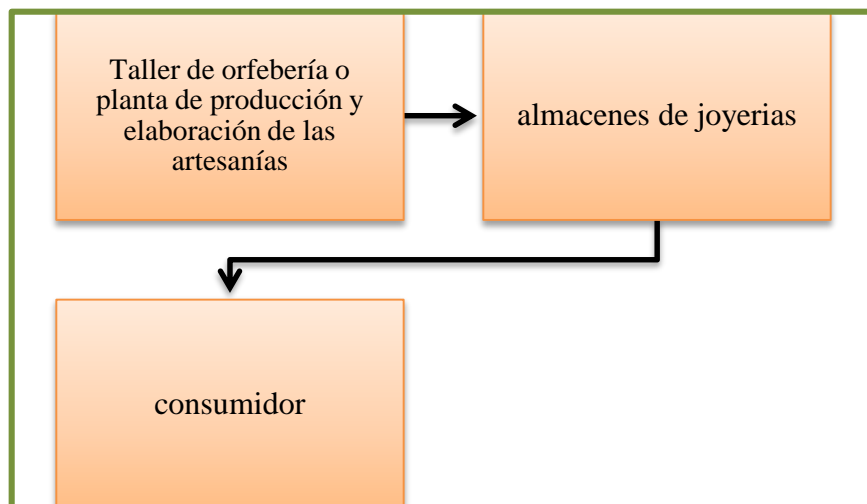 Taller de orfebería o
planta de producción y
elaboración de las
artesanías
almacenes de joyerias
consumidor